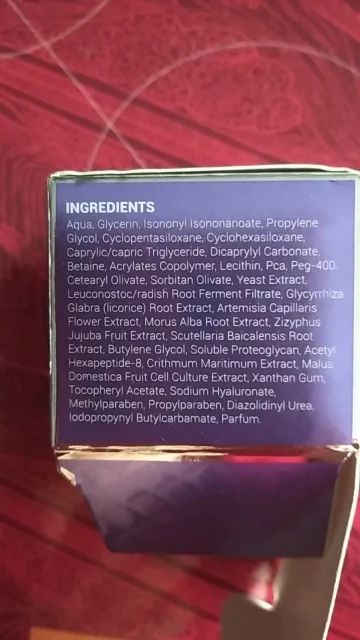 INGREDIENTS
Aqua, Glycerin, Isononyl Isononanoate, Propylene
Glycol, Cyclopentasiloxane, Cyclohexasiloxane,
Caprylic/capric Triglyceride, Dicaprylyl Carbonate,
Betaine, Acrylates Copolymer, Lecithin, Pca, Peg-400,
Cetearyl Olivate, Sorbitan Olivate, Yeast Extract,
Leuconostoc/radish Root Ferment Filtrate, Glycyrrhiza
Glabra (licorice) Root Extract, Artemisia Capillaris
Flower Extract, Morus Alba Root Extract, Zizyphus
Jujuba Fruit Extract, Scutellaria Baicalensis Root
Extract, Butylene Glycol, Soluble Proteoglycan, Acetyl
Hexapeptide-8, Crithmum Maritimum Extract, Malus
Domestica Fruit Cell Culture Extract, Xanthan Gum,
Tocopheryl Acetate, Sodium Hyaluronate,
Methylparaben, Propylparaben, Diazolidinyl Urea,
Iodopropynyl Butylcarbamate, Parfum.